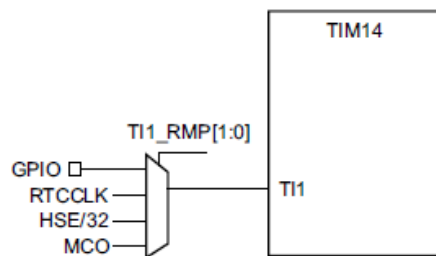 TIM14
TI1_RMP[1:0]
GPIO
RTCCLK
TI1
HSE/32
MCO